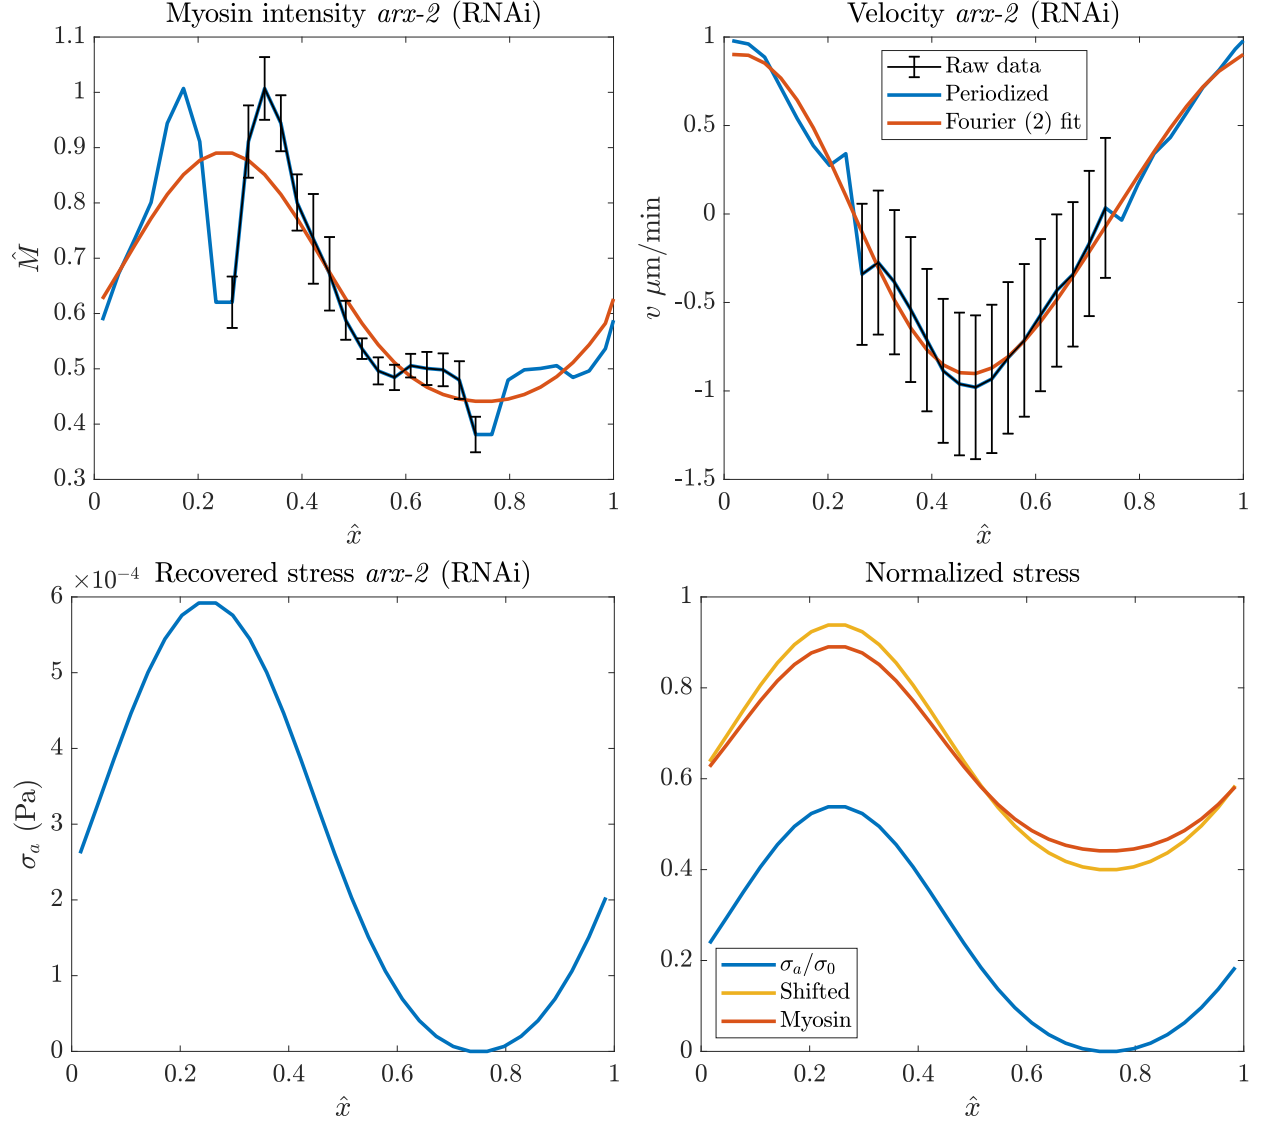 Myosin intensity arx-2 (RNAi)
1.1
1
0.9
0.8
0.7
0.6
0.5
0.4
0.3
M̂
0 0.2 0.4 0.6 0.8 1
x̂
Velocity arx-2 (RNAi)
1
0.5
0
-0.5
-1
-1.5
v μm/min
Raw data
Periodized
Fourier (2) fit
0 0.2 0.4 0.6 0.8 1
x̂
×10⁻⁴ Recovered stress arx-2 (RNAi)
6
5
4
3
2
1
0
σₐ (Pa)
0 0.2 0.4 0.6 0.8 1
x̂
Normalized stress
1
0.8
0.6
0.4
0.2
0
σₐ/σ₀
Shifted
Myosin
0 0.2 0.4 0.6 0.8 1
x̂